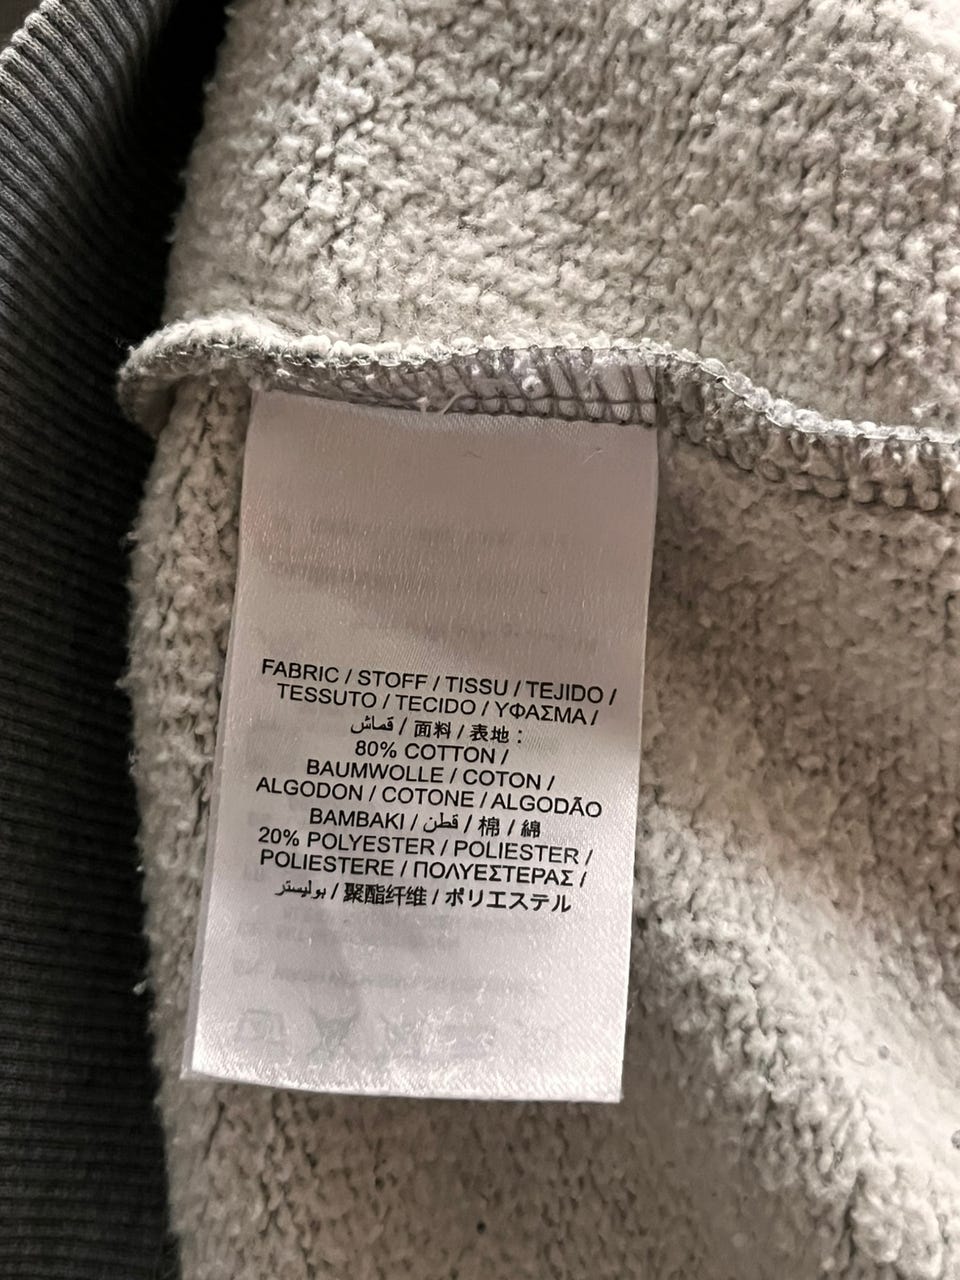 FABRIC / STOFF / TISSU / TEJIDO /
TESSUTO / TECIDO / ΥΦΑΣΜΑ /
قماش / 面料 / 表地 :
80% COTTON /
BAUMWOLLE / COTON /
ALGODON / COTONE / ALGODÃO
BAMBAKI / قطن / 棉 / 綿
20% POLYESTER / POLIESTER /
POLIESTERE / ΠΟΛΥΕΣΤΕΡΑΣ /
بوليستر / 聚酯纤维 / ポリエステル